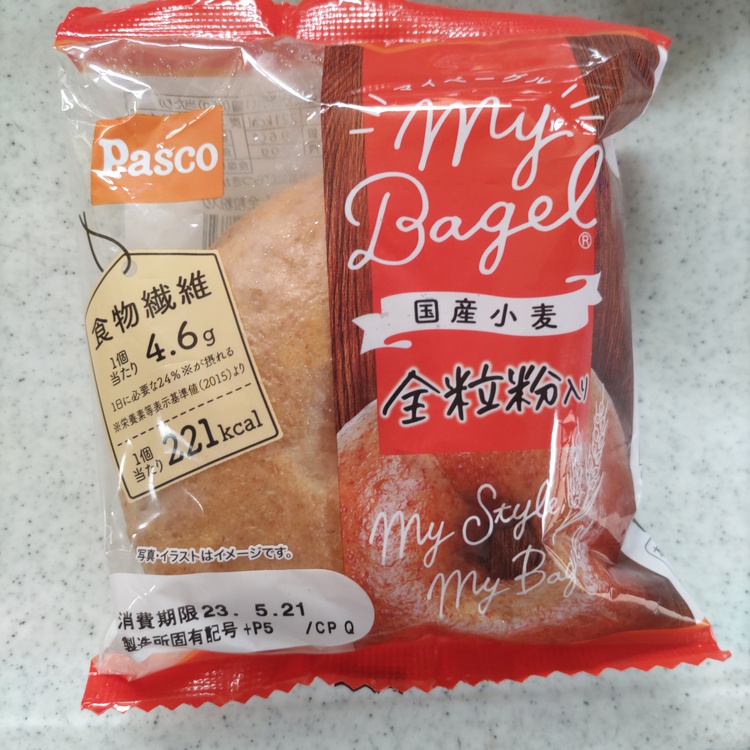 Pasco
マイベーグル
My
Bagel®
国産小麦
全粒粉入り
食物繊維
1個
当たり 4.6g
1日に必要な24%※が摂れる
※栄養素等表示基準値(2015)より
1個
当たり 221kcal
My Style,
My Bag
写真・イラストはイメージです。
消費期限23. 5.21
製造所固有記号 +P5 /CP Q